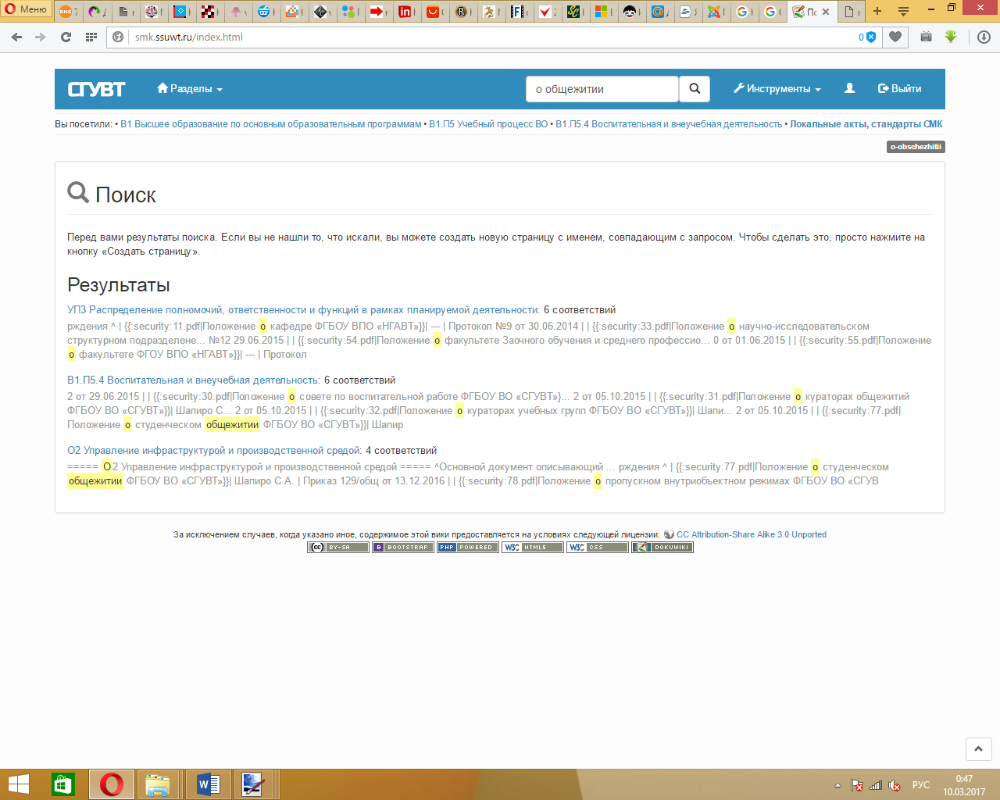 Меню
smk.ssuwt.ru/index.html
0
СГУВТ
Разделы
о общежитии
Инструменты
Выйти
Вы посетили: • В1 Высшее образование по основным образовательным программам • В1.П5 Учебный процесс ВО • В1.П5.4 Воспитательная и внеучебная деятельность • Локальные акты, стандарты СМК
o-obschezhitii
Поиск
Перед вами результаты поиска. Если вы не нашли то, что искали, вы можете создать новую страницу с именем, совпадающим с запросом. Чтобы сделать это, просто нажмите на
кнопку «Создать страницу».
Результаты
УП3 Распределение полномочий, ответственности и функций в рамках планируемой деятельности: 6 соответствий
рждения ^ | {{:security:11.pdf|Положение о кафедре ФГБОУ ВПО «НГАВТ»}}| --- | Протокол №9 от 30.06.2014 | | {{:security:33.pdf|Положение о научно-исследовательском
структурном подразделене... №12 29.06.2015 | | {{:security:54.pdf|Положение о факультете Заочного обучения и среднего профессио... 0 от 01.06.2015 | | {{:security:55.pdf|Положение
о факультете ФГОУ ВПО «НГАВТ»}}| --- | Протокол
В1.П5.4 Воспитательная и внеучебная деятельность: 6 соответствий
2 от 29.06.2015 | | {{:security:30.pdf|Положение о совете по воспитательной работе ФГБОУ ВО «СГУВТ»}... 2 от 05.10.2015 | | {{:security:31.pdf|Положение о кураторах общежитий
ФГБОУ ВО «СГУВТ»}}| Шапиро С... 2 от 05.10.2015 | | {{:security:32.pdf|Положение о кураторах учебных групп ФГБОУ ВО «СГУВТ»}}| Шапи... 2 от 05.10.2015 | | {{:security:77.pdf|
Положение о студенческом общежитии ФГБОУ ВО «СГУВТ»}}| Шапир
О2 Управление инфраструктурой и производственной средой: 4 соответствий
===== О2 Управление инфраструктурой и производственной средой ===== ^Основной документ описывающий ... рждения ^ | {{:security:77.pdf|Положение о студенческом
общежитии ФГБОУ ВО «СГУВТ»}}| Шапиро С.А. | Приказ 129/общ от 13.12.2016 | | {{:security:78.pdf|Положение о пропускном внутриобъектном режимах ФГБОУ ВО «СГУВ
За исключением случаев, когда указано иное, содержимое этой вики предоставляется на условиях следующей лицензии: CC Attribution-Share Alike 3.0 Unported
BY-SA BOOTSTRAP PHP POWERED W3C HTML5 W3C CSS DOKUWIKI
РУС
0:47
10.03.2017